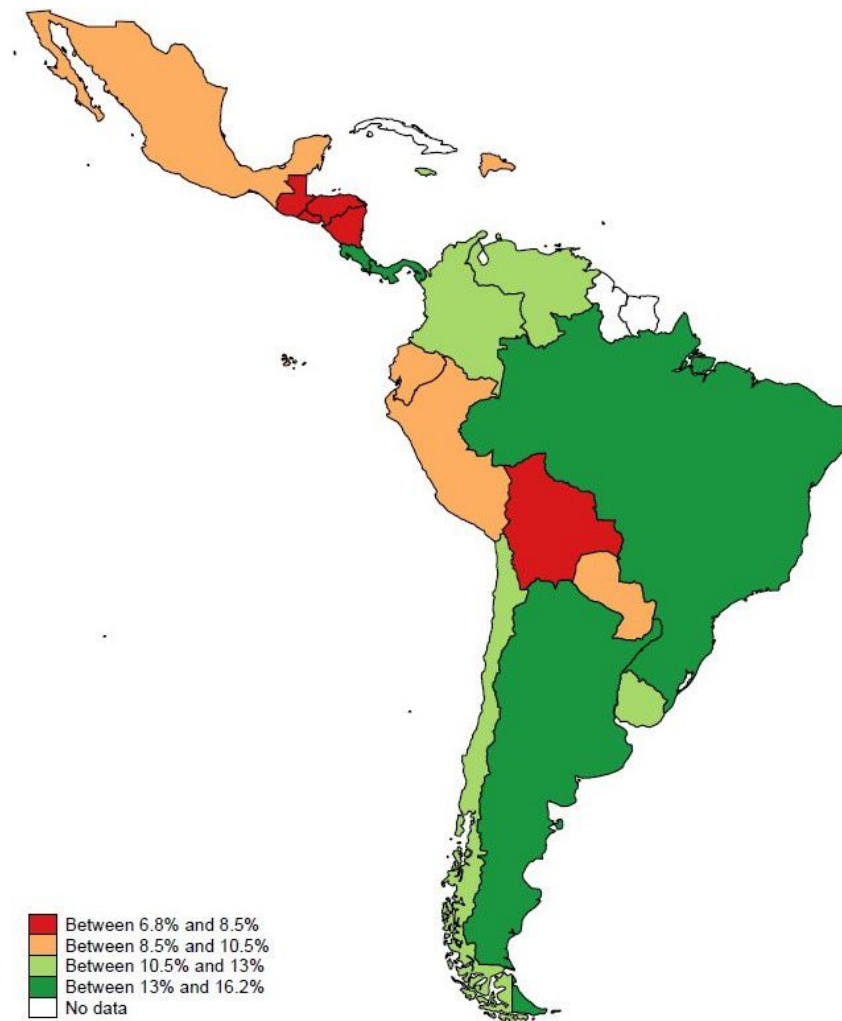 Between 6.8% and 8.5%
Between 8.5% and 10.5%
Between 10.5% and 13%
Between 13% and 16.2%
No data